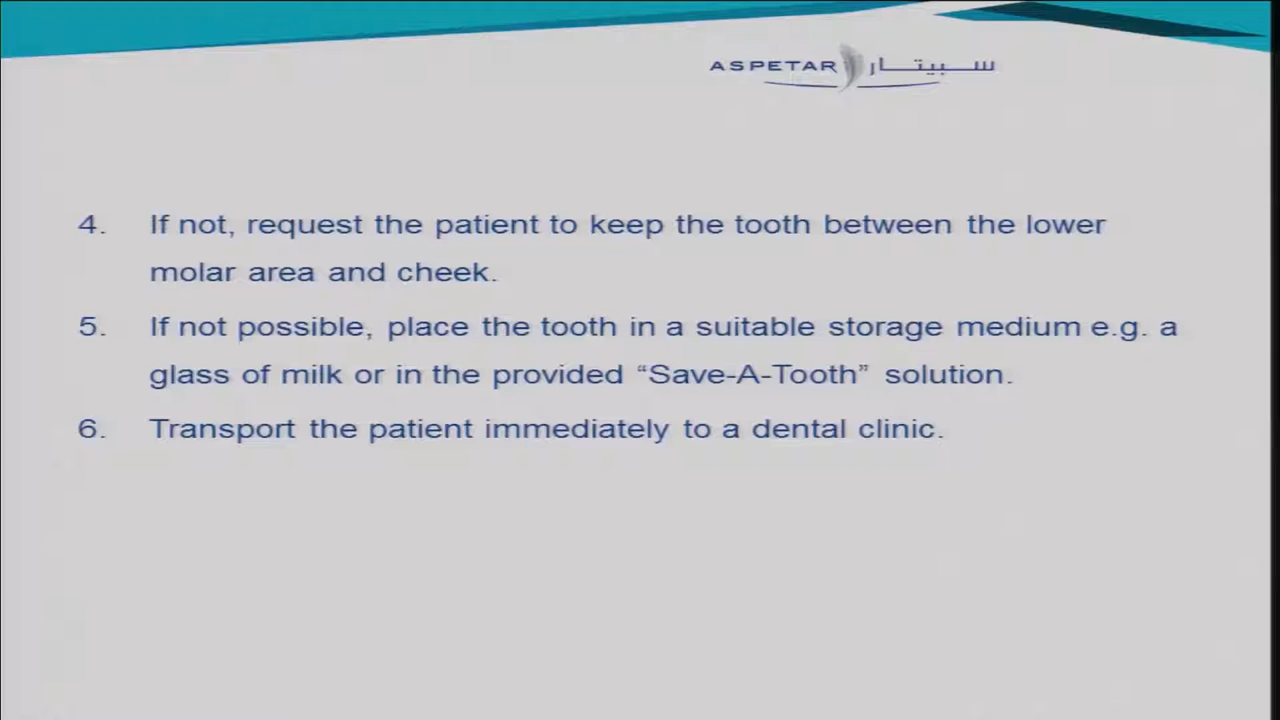 ASPETAR سبيتار
4. If not, request the patient to keep the tooth between the lower
molar area and cheek.
5. If not possible, place the tooth in a suitable storage medium e.g. a
glass of milk or in the provided “Save-A-Tooth” solution.
6. Transport the patient immediately to a dental clinic.